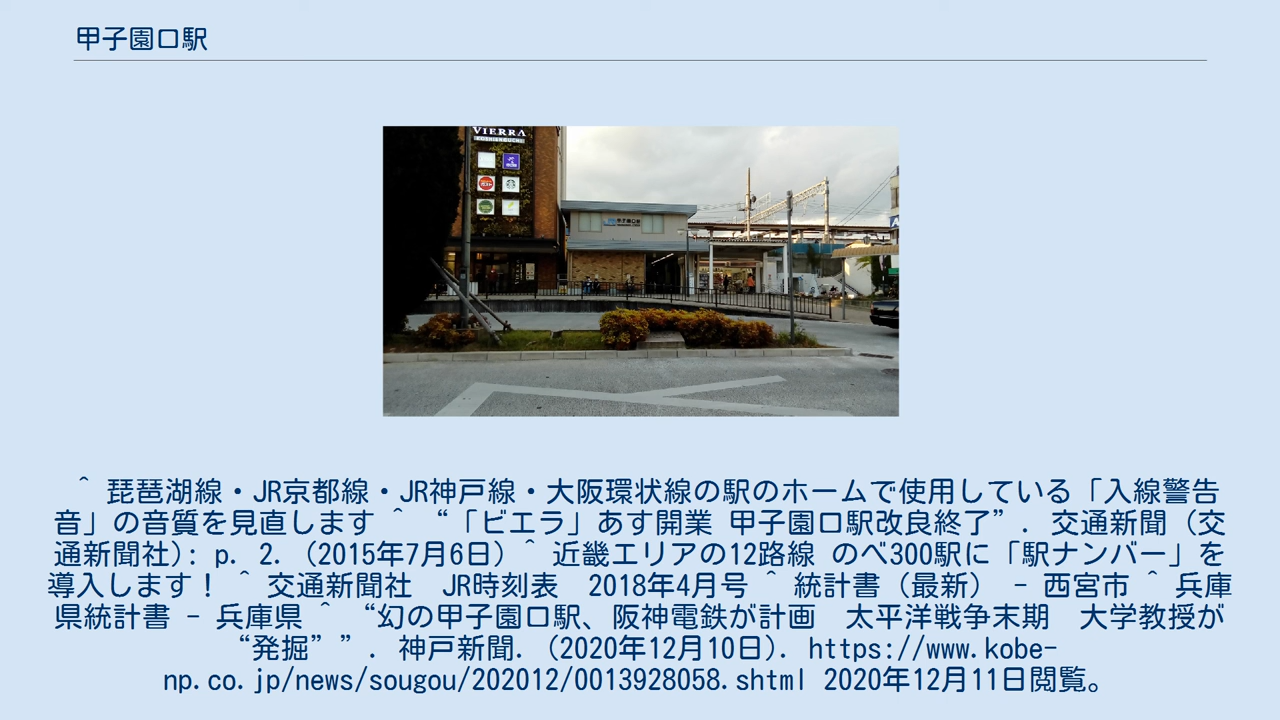 甲子園口駅
VIERRA
甲子園口駅
^ 琵琶湖線・JR京都線・JR神戸線・大阪環状線の駅のホームで使用している「入線警告
音」の音質を見直します ^ “「ビエラ」あす開業 甲子園口駅改良終了”. 交通新聞 (交
通新聞社): p. 2. (2015年7月6日) ^ 近畿エリアの12路線 のべ300駅に「駅ナンバー」を
導入します! ^ 交通新聞社 JR時刻表 2018年4月号 ^ 統計書（最新） - 西宮市 ^ 兵庫
県統計書 - 兵庫県 ^ “幻の甲子園口駅、阪神電鉄が計画 太平洋戦争末期 大学教授が
“発掘””. 神戸新聞. (2020年12月10日). https://www.kobe-
np.co.jp/news/sougou/202012/0013928058.shtml 2020年12月11日閲覧。